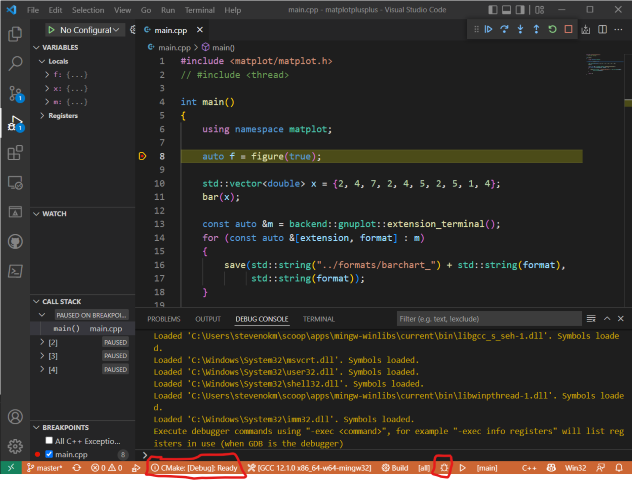 File Edit Selection View Go Run Terminal Help main.cpp - matplotplusplus - Visual Studio Code
No Configural
main.cpp
main.cpp > main()
VARIABLES
Locals
f: {...}
x: {...}
m: {...}
Registers
WATCH
CALL STACK
PAUSED ON BREAKPOI...
main() main.cpp
[2] PAUSED
[3] PAUSED
[4] PAUSED
BREAKPOINTS
All C++ Exceptio...
main.cpp 8
1 #include <matplot/matplot.h>
2 // #include <thread>
3
4 int main()
5 {
6 using namespace matplot;
7
8 auto f = figure(true);
9
10 std::vector<double> x = {2, 4, 7, 2, 4, 5, 2, 5, 1, 4};
11 bar(x);
12
13 const auto &m = backend::gnuplot::extension_terminal();
14 for (const auto &[extension, format] : m)
15 {
16 save(std::string("../formats/barchart_") + std::string(format),
17 std::string(format));
18 }
PROBLEMS OUTPUT DEBUG CONSOLE TERMINAL Filter (e.g. text, !exclude)
Loaded 'C:\Users\stevenokm\scoop\apps\mingw-winlibs\current\bin\libgcc_s_seh-1.dll'. Symbols loade
d.
Loaded 'C:\Windows\System32\msvcrt.dll'. Symbols loaded.
Loaded 'C:\Windows\System32\user32.dll'. Symbols loaded.
Loaded 'C:\Windows\System32\shell32.dll'. Symbols loaded.
Loaded 'C:\Users\stevenokm\scoop\apps\mingw-winlibs\current\bin\libwinpthread-1.dll'. Symbols loade
d.
Loaded 'C:\Windows\System32\imm32.dll'. Symbols loaded.
Execute debugger commands using "-exec <command>", for example "-exec info registers" will list reg
isters in use (when GDB is the debugger)
master* 0 0 CMake: [Debug]: Ready [GCC 12.1.0 x86_64-w64-mingw32] Build [all] [main] C++ Win32